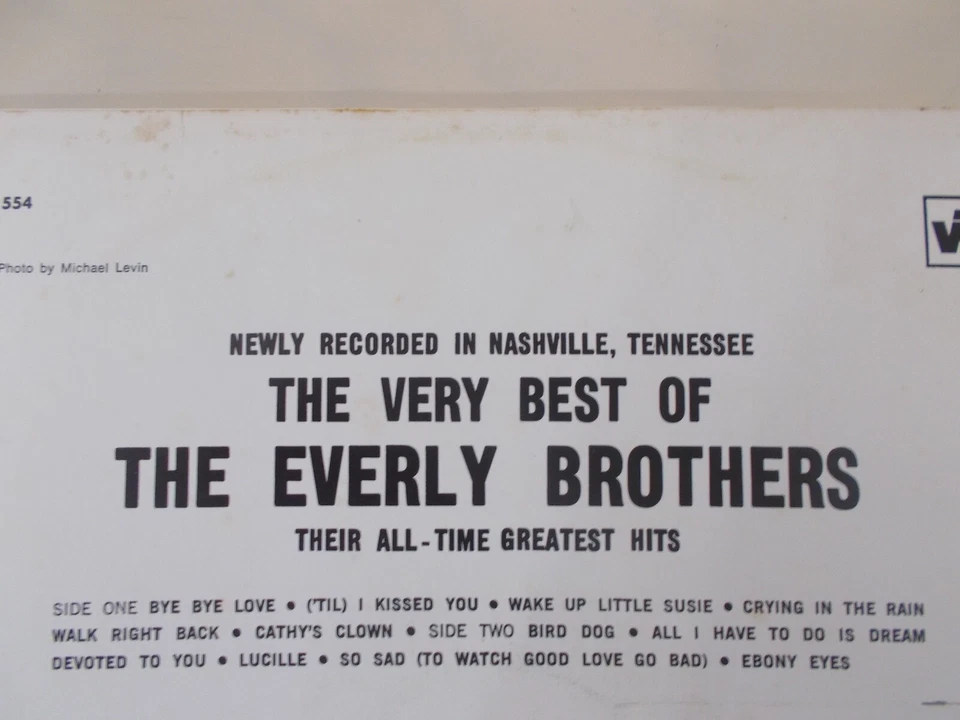 554
Photo by Michael Levin
NEWLY RECORDED IN NASHVILLE, TENNESSEE
THE VERY BEST OF
THE EVERLY BROTHERS
THEIR ALL-TIME GREATEST HITS
SIDE ONE BYE BYE LOVE • ('TIL) I KISSED YOU • WAKE UP LITTLE SUSIE • CRYING IN THE RAIN
WALK RIGHT BACK • CATHY'S CLOWN • SIDE TWO BIRD DOG • ALL I HAVE TO DO IS DREAM
DEVOTED TO YOU • LUCILLE • SO SAD (TO WATCH GOOD LOVE GO BAD) • EBONY EYES